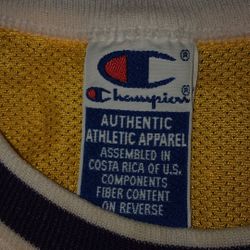 ®
Champion®
AUTHENTIC
ATHLETIC APPAREL
ASSEMBLED IN
COSTA RICA OF U.S.
COMPONENTS
FIBER CONTENT
ON REVERSE